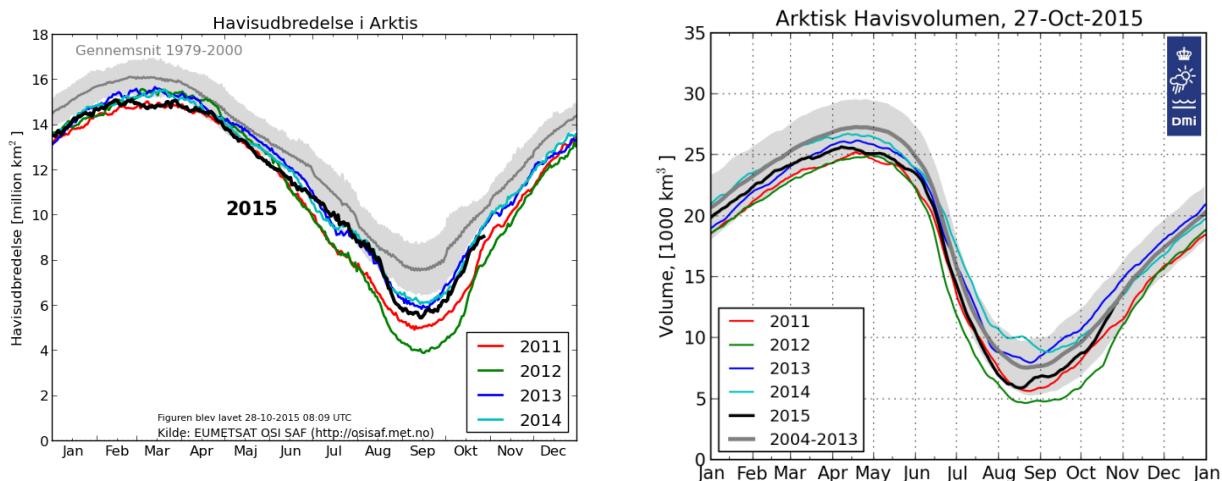 Havisudbredelse i Arktis
Gennemsnit 1979-2000
18
16
14
12
10
8
6
4
2
0
Havisudbredelse [million km²]
2015
2011
2012
2013
2014
Figuren blev lavet 28-10-2015 08:09 UTC
Kilde: EUMETSAT OSI SAF (http://osisaf.met.no)
Jan Feb Mar Apr Maj Jun Jul Aug Sep Okt Nov Dec
Arktisk Havisvolumen, 27-Oct-2015
DMi
35
30
25
20
15
10
5
0
Volume, [1000 km³]
2011
2012
2013
2014
2015
2004-2013
Jan Feb Mar Apr May Jun Jul Aug Sep Oct Nov Dec Jan